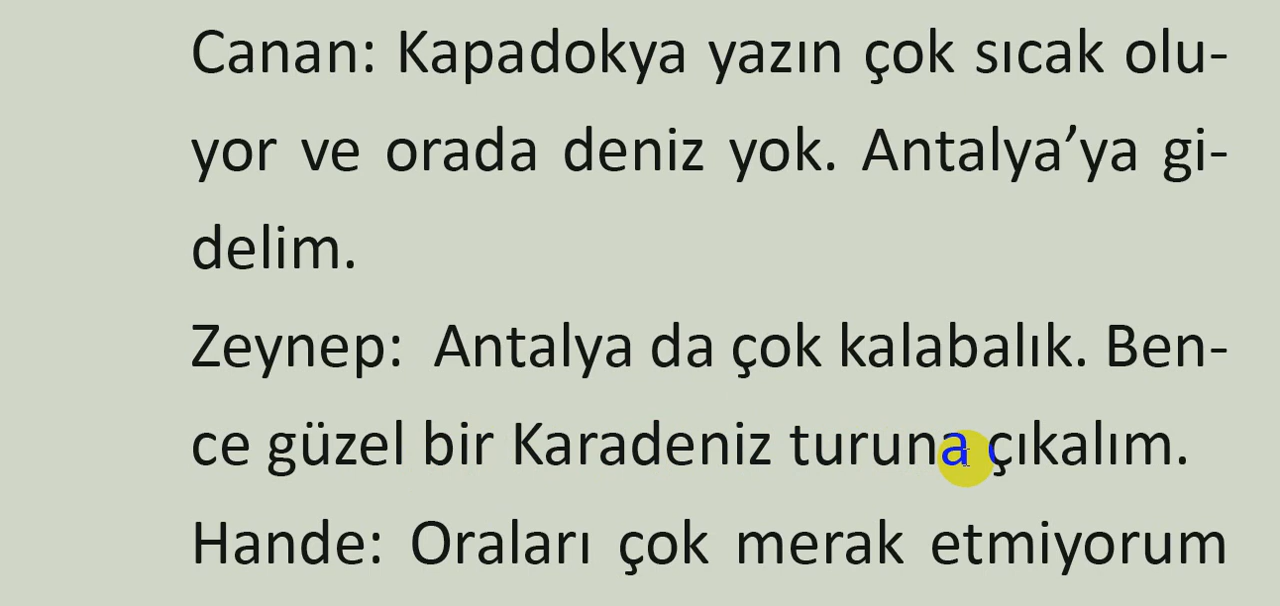 Canan: Kapadokya yazın çok sıcak olu-
yor ve orada deniz yok. Antalya’ya gi-
delim.
Zeynep: Antalya da çok kalabalık. Ben-
ce güzel bir Karadeniz turuna çıkalım.
Hande: Oraları çok merak etmiyorum